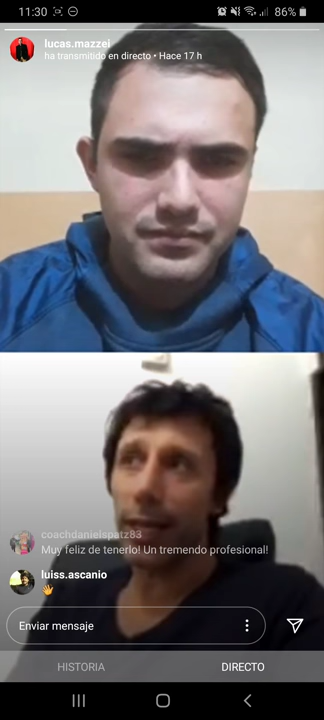 11:30
86%
lucas.mazzei
ha transmitido en directo • Hace 17 h
coachdanielspatz83
Muy feliz de tenerlo! Un tremendo profesional!
luiss.ascanio
👋
Enviar mensaje
HISTORIA
DIRECTO